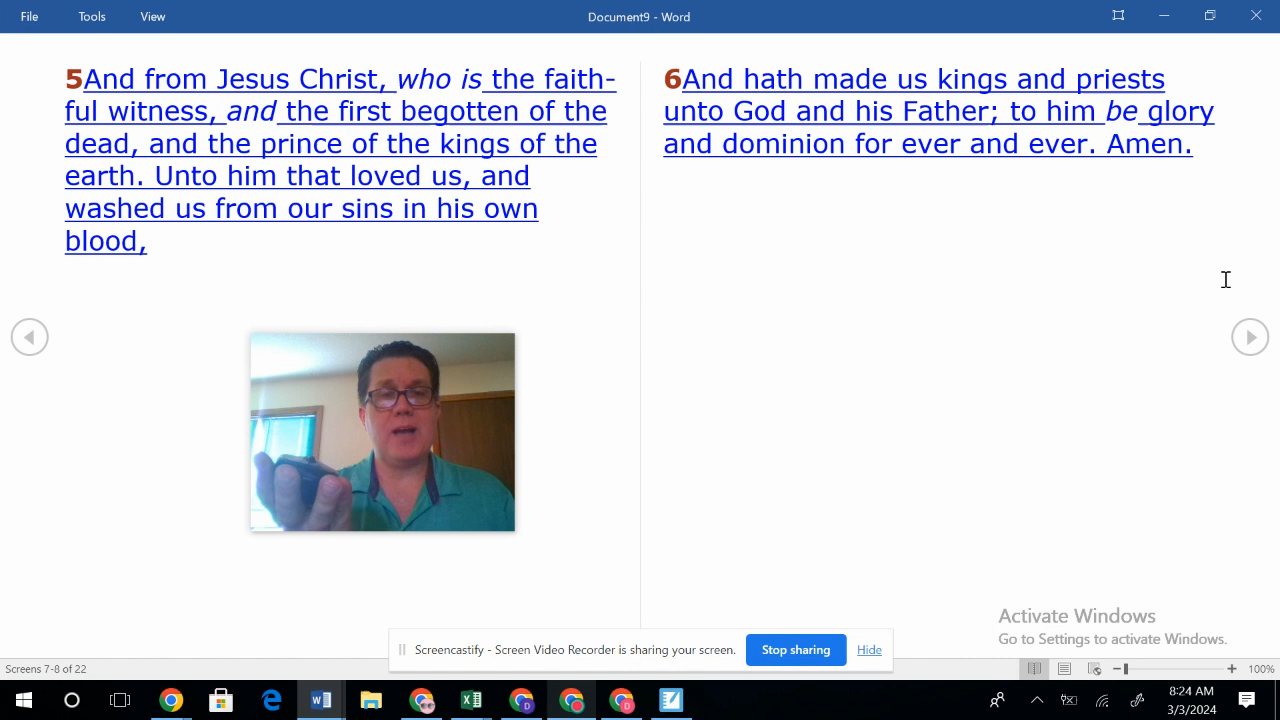 File Tools View Document9 - Word
5And from Jesus Christ, who is the faith-
ful witness, and the first begotten of the
dead, and the prince of the kings of the
earth. Unto him that loved us, and
washed us from our sins in his own
blood,
6And hath made us kings and priests
unto God and his Father; to him be glory
and dominion for ever and ever. Amen.
Activate Windows
Go to Settings to activate Windows.
Screencastify - Screen Video Recorder is sharing your screen. Stop sharing Hide
Screens 7-8 of 22 100%
8:24 AM
3/3/2024